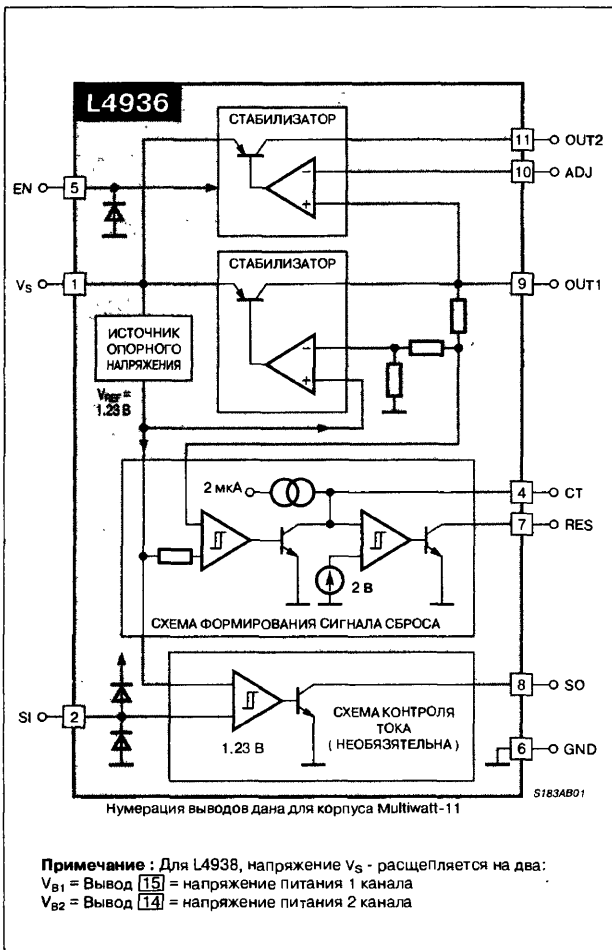 L4936
СТАБИЛИЗАТОР
11 OUT2
10 ADJ
EN 5
СТАБИЛИЗАТОР
VS 1
9 OUT1
ИСТОЧНИК
ОПОРНОГО
НАПРЯЖЕНИЯ
VREF =
1.23 В
2 мкА
4 CT
7 RES
2 В
СХЕМА ФОРМИРОВАНИЯ СИГНАЛА СБРОСА
8 SO
SI 2
СХЕМА КОНТРОЛЯ
ТОКА
( НЕОБЯЗЯТЕЛЬНА )
1.23 В
6 GND
S183AB01
Нумерация выводов дана для корпуса Multiwatt-11
Примечание : Для L4938, напряжение VS - расщепляется на два:
VB1 = Вывод 15 = напряжение питания 1 канала
VB2 = Вывод 14 = напряжение питания 2 канала